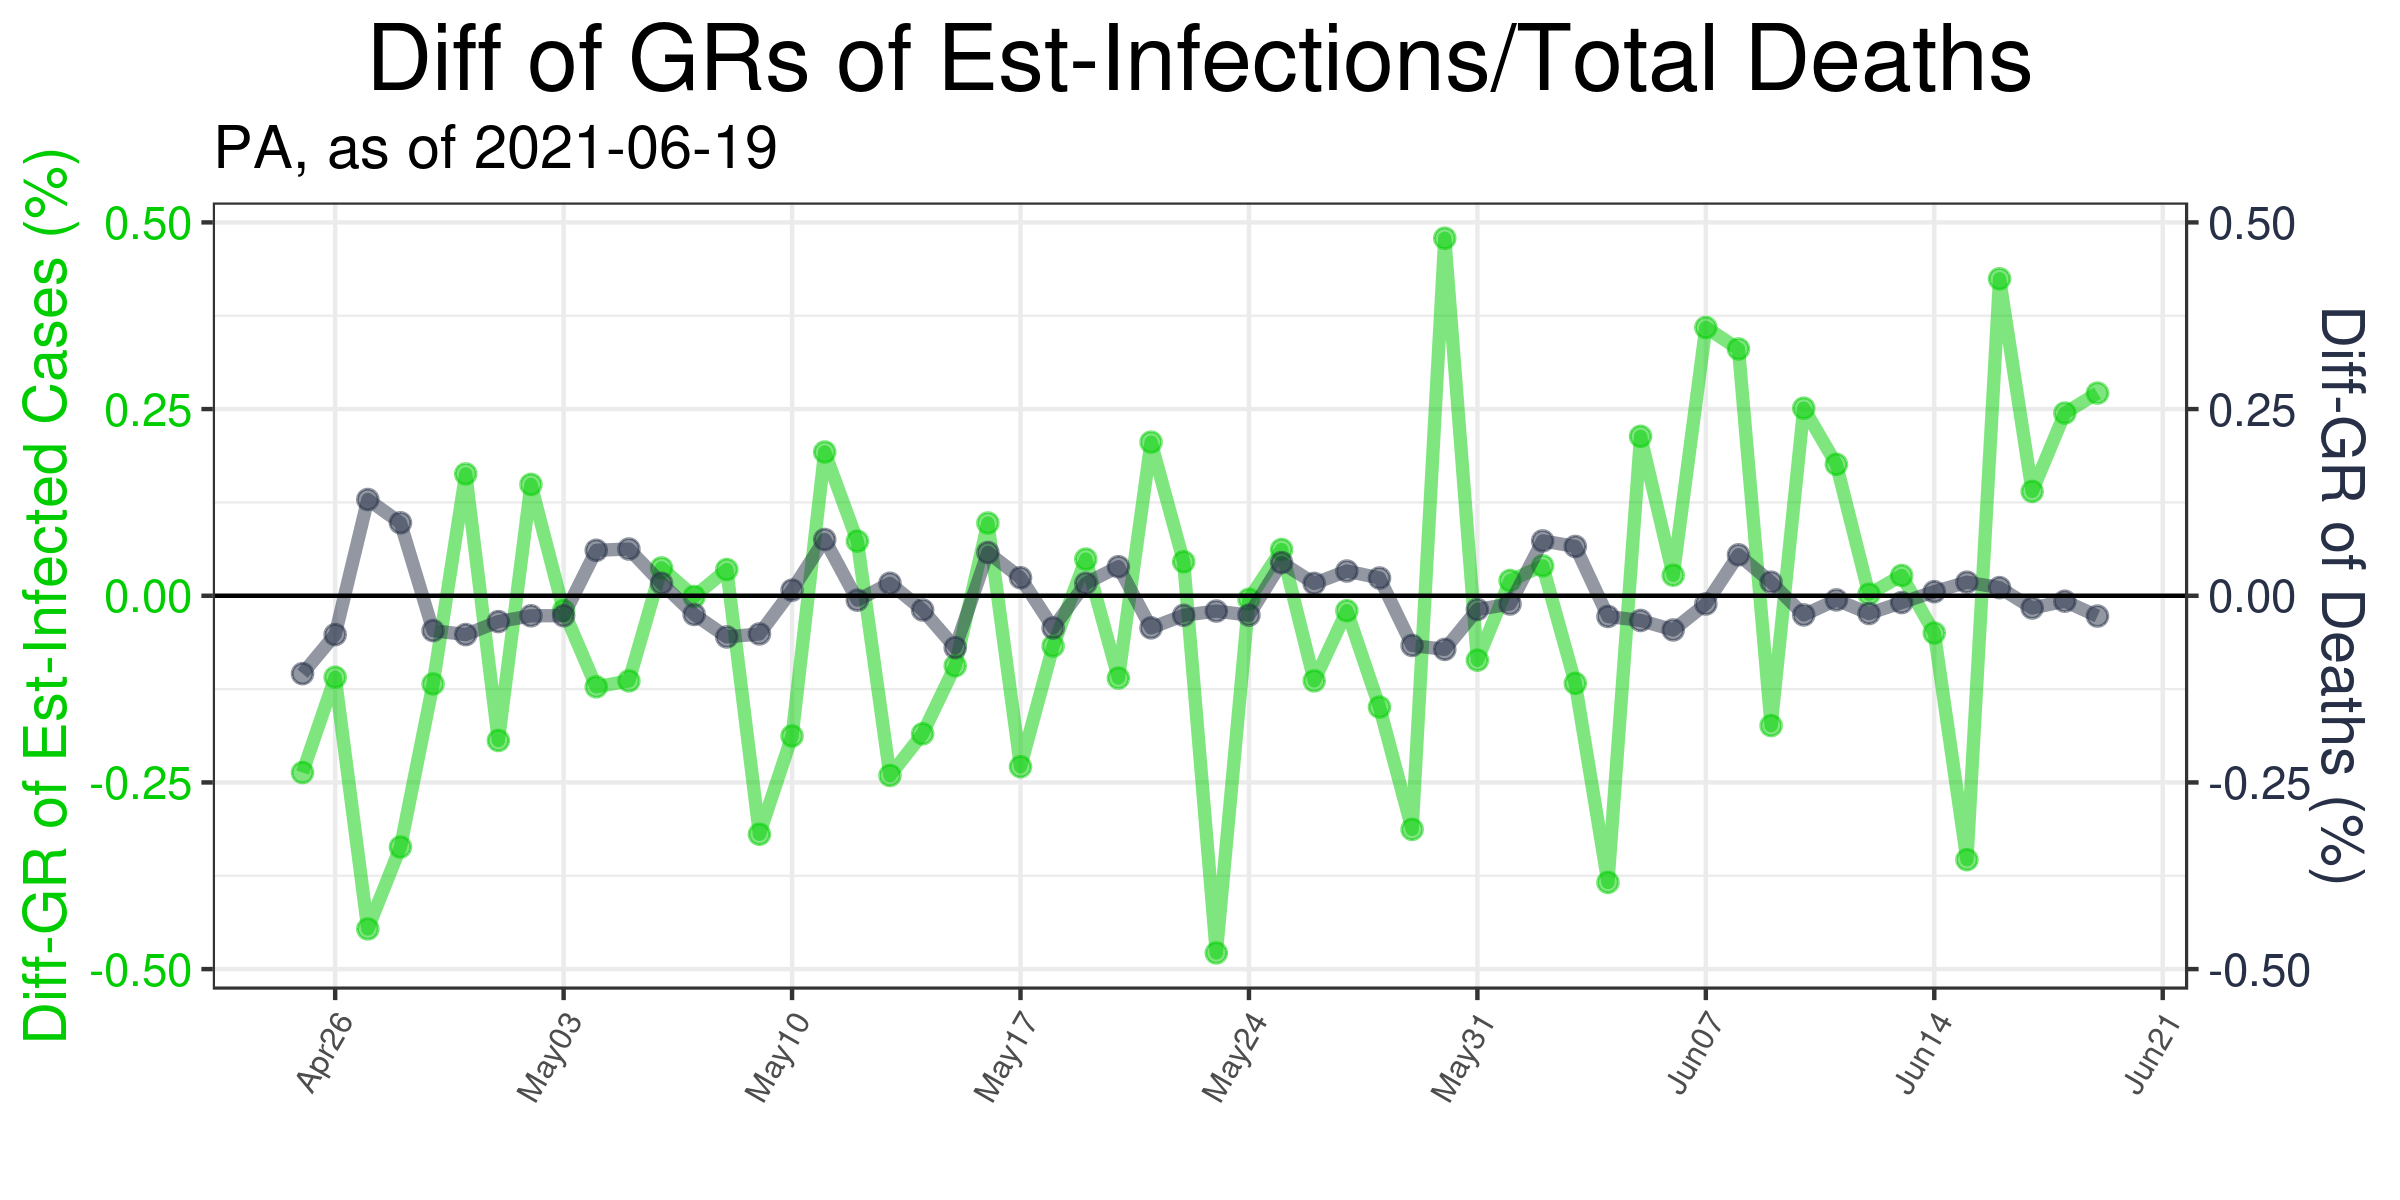 Diff of GRs of Est-Infections/Total Deaths
PA, as of 2021-06-19
Diff-GR of Est-Infected Cases (%)
0.50
0.25
0.00
-0.25
-0.50
0.50
0.25
0.00
-0.25
-0.50
Diff-GR of Deaths (%)
Apr26
May03
May10
May17
May24
May31
Jun07
Jun14
Jun21